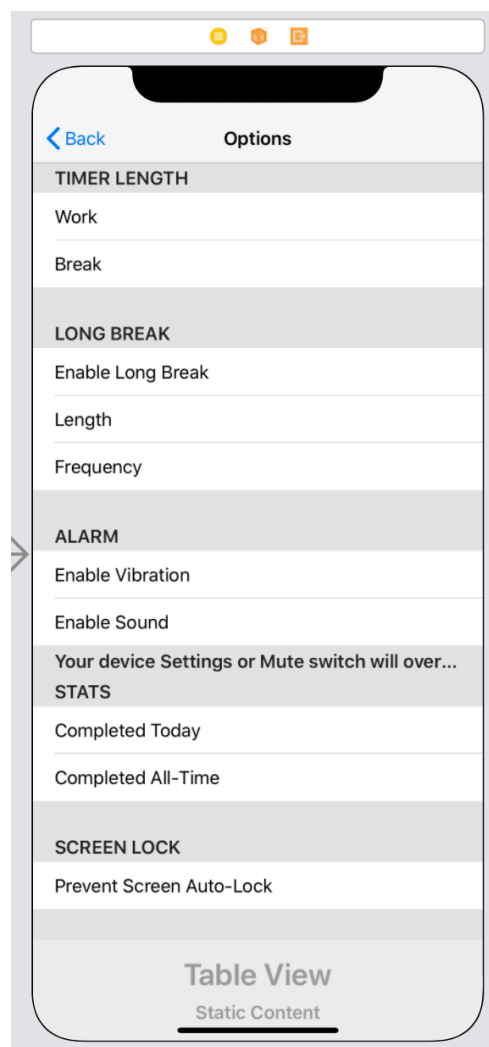 Back
Options
TIMER LENGTH
Work
Break
LONG BREAK
Enable Long Break
Length
Frequency
ALARM
Enable Vibration
Enable Sound
Your device Settings or Mute switch will over...
STATS
Completed Today
Completed All-Time
SCREEN LOCK
Prevent Screen Auto-Lock
Table View
Static Content